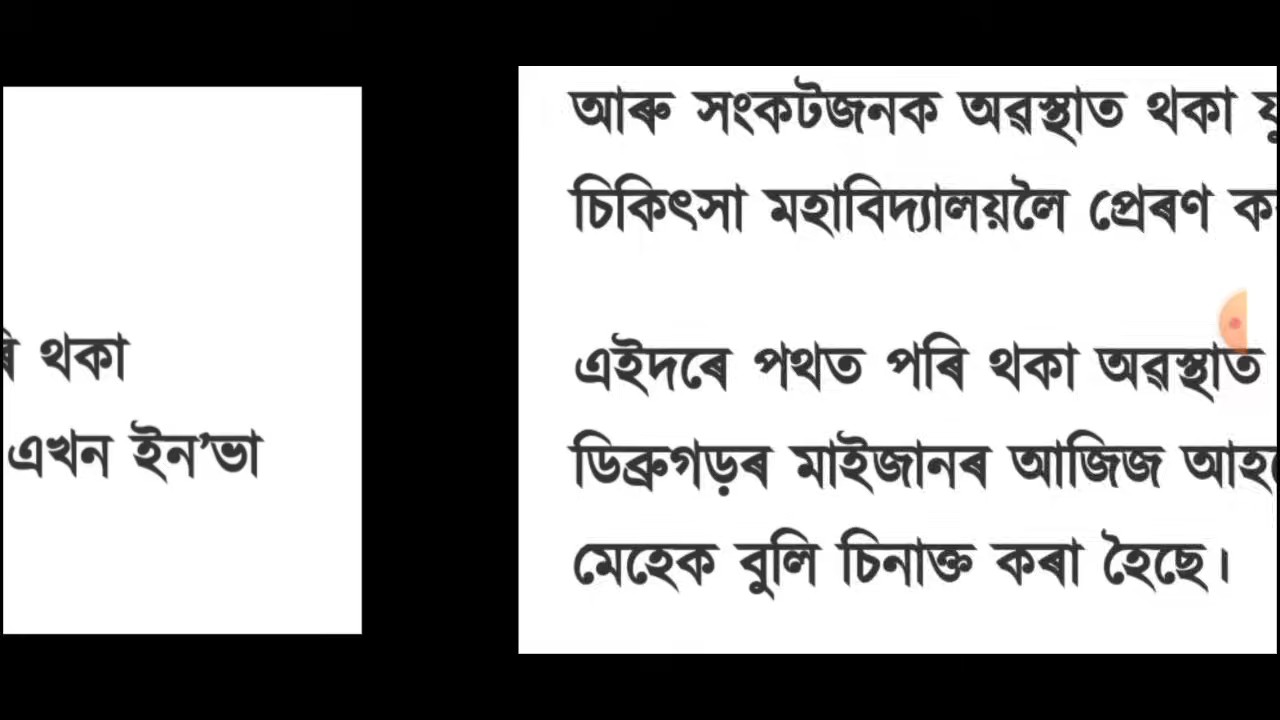 থকা
এখন ইন'ভা
আৰু সংকটজনক অৱস্থাত থকা
চিকিৎসা মহাবিদ্যালয়লৈ প্ৰেৰণ
এইদৰে পথত পৰি থকা অৱস্থাত
ডিব্ৰুগড়ৰ মাইজানৰ আজিজ
মেহেক বুলি চিনাক্ত কৰা হৈছে।